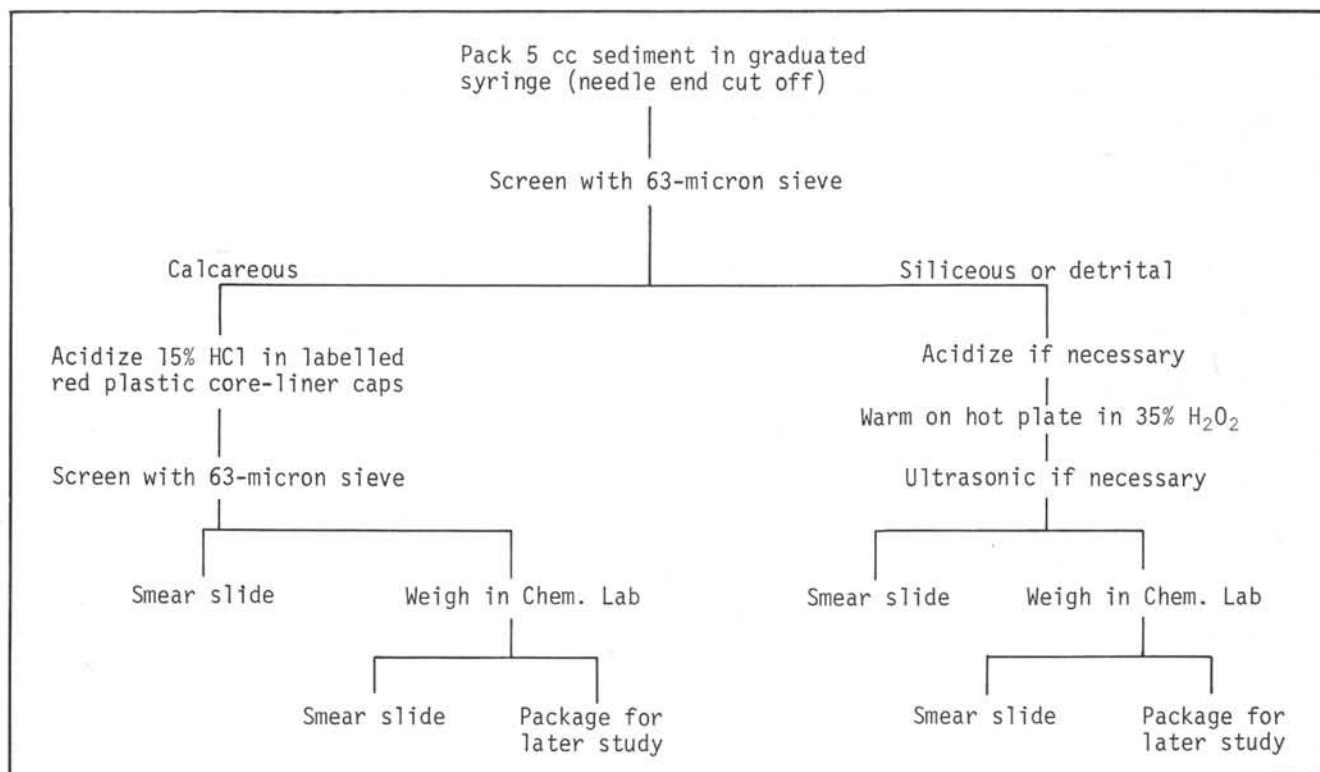 Pack 5 cc sediment in graduated
syringe (needle end cut off)
Screen with 63-micron sieve
Calcareous
Siliceous or detrital
Acidize 15% HCl in labelled
red plastic core-liner caps
Screen with 63-micron sieve
Smear slide
Weigh in Chem. Lab
Smear slide
Package for
later study
Acidize if necessary
Warm on hot plate in 35% H₂O₂
Ultrasonic if necessary
Smear slide
Weigh in Chem. Lab
Smear slide
Package for
later study